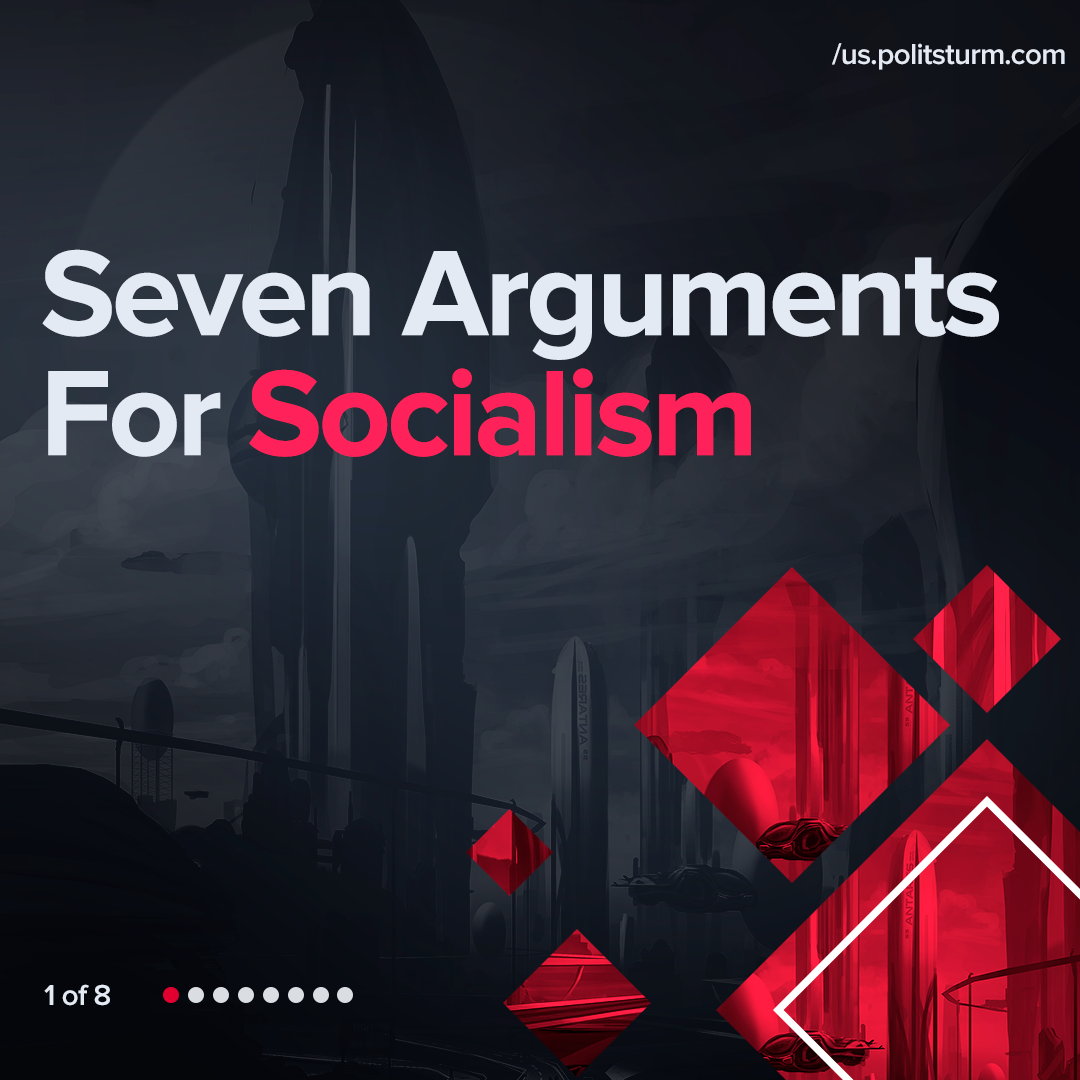 /us.politsturm.com
Seven Arguments
For Socialism
1 of 8